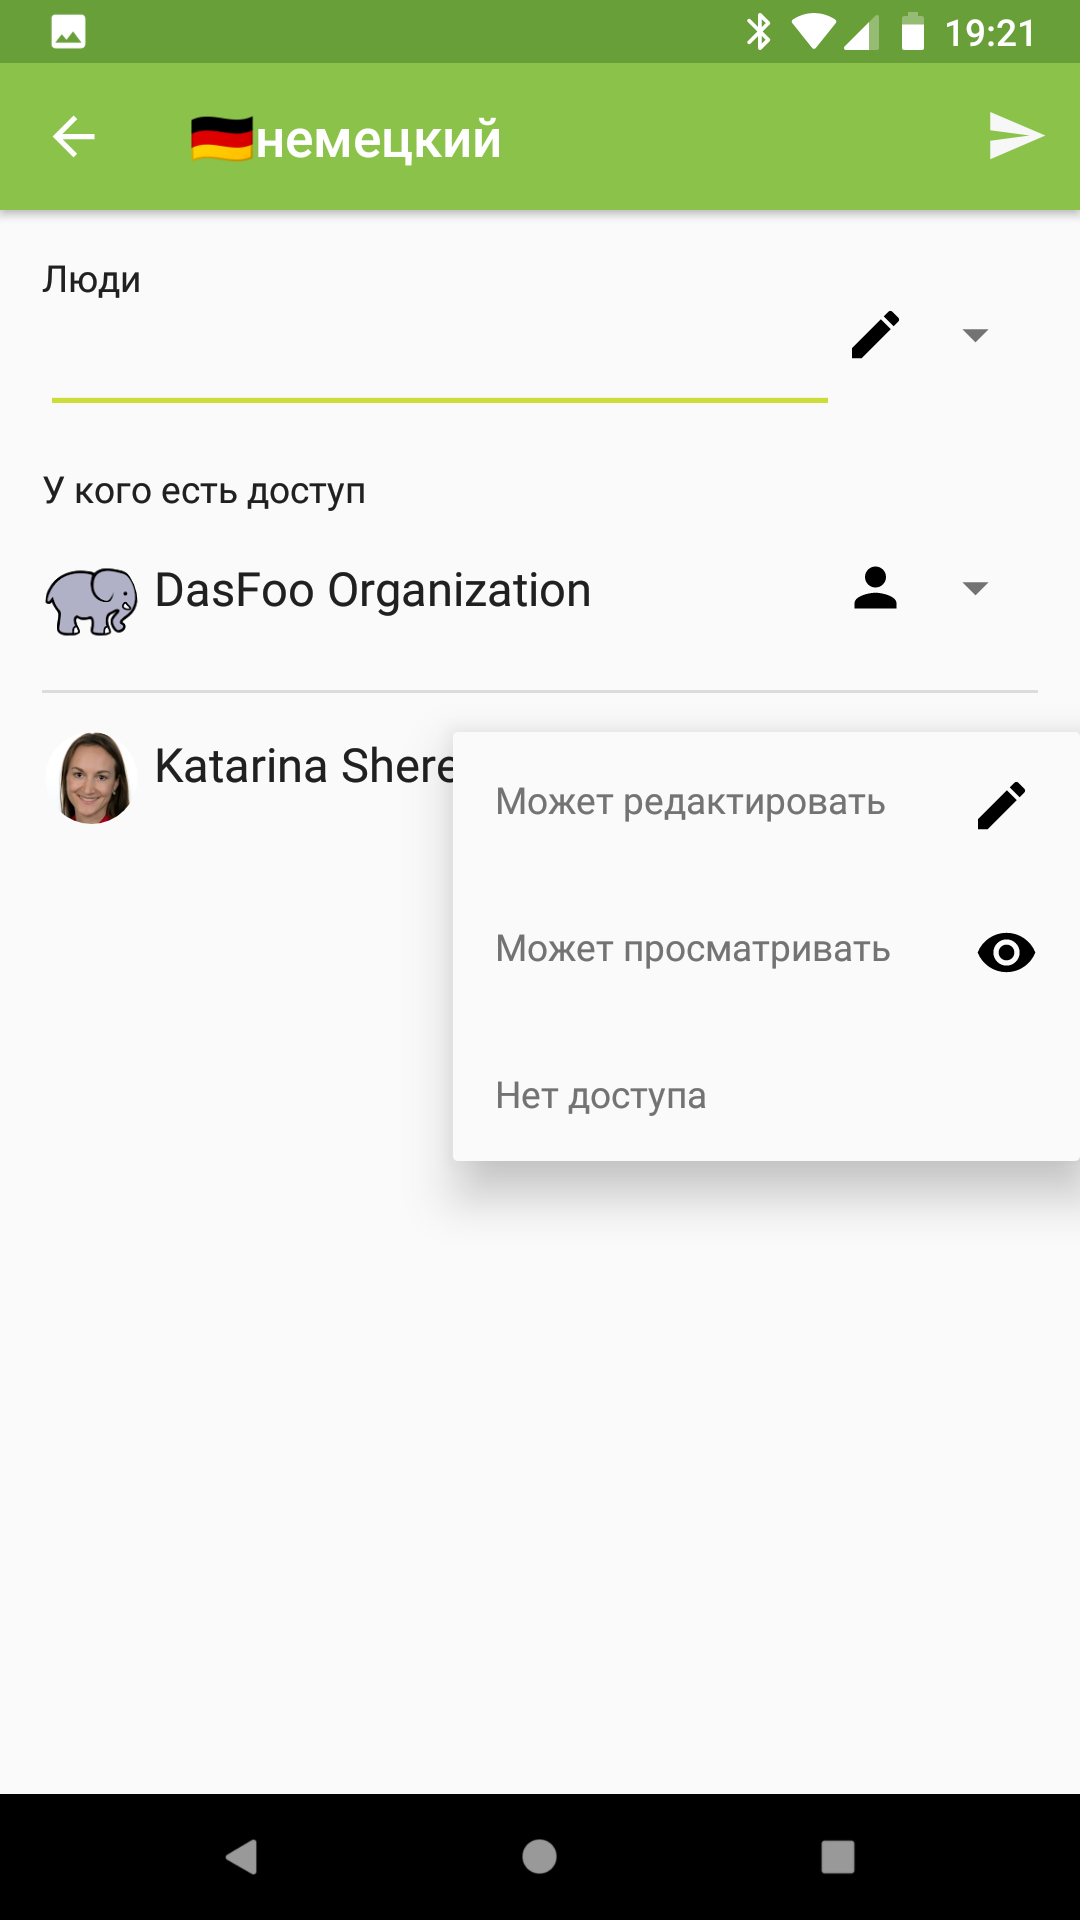 19:21
немецкий
Люди
У кого есть доступ
DasFoo Organization
Katarina Shere
Может редактировать
Может просматривать
Нет доступа